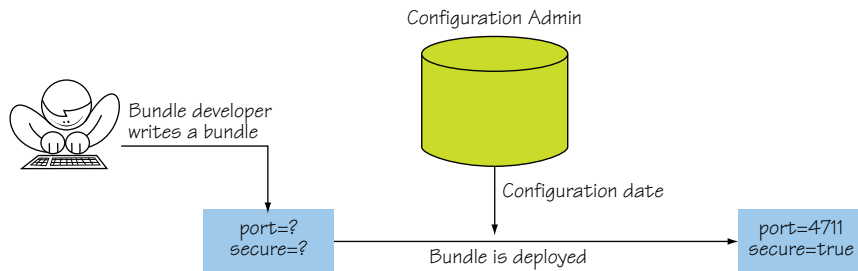 Configuration Admin
Bundle developer
writes a bundle
Configuration date
port=?
secure=?
Bundle is deployed
port=4711
secure=true